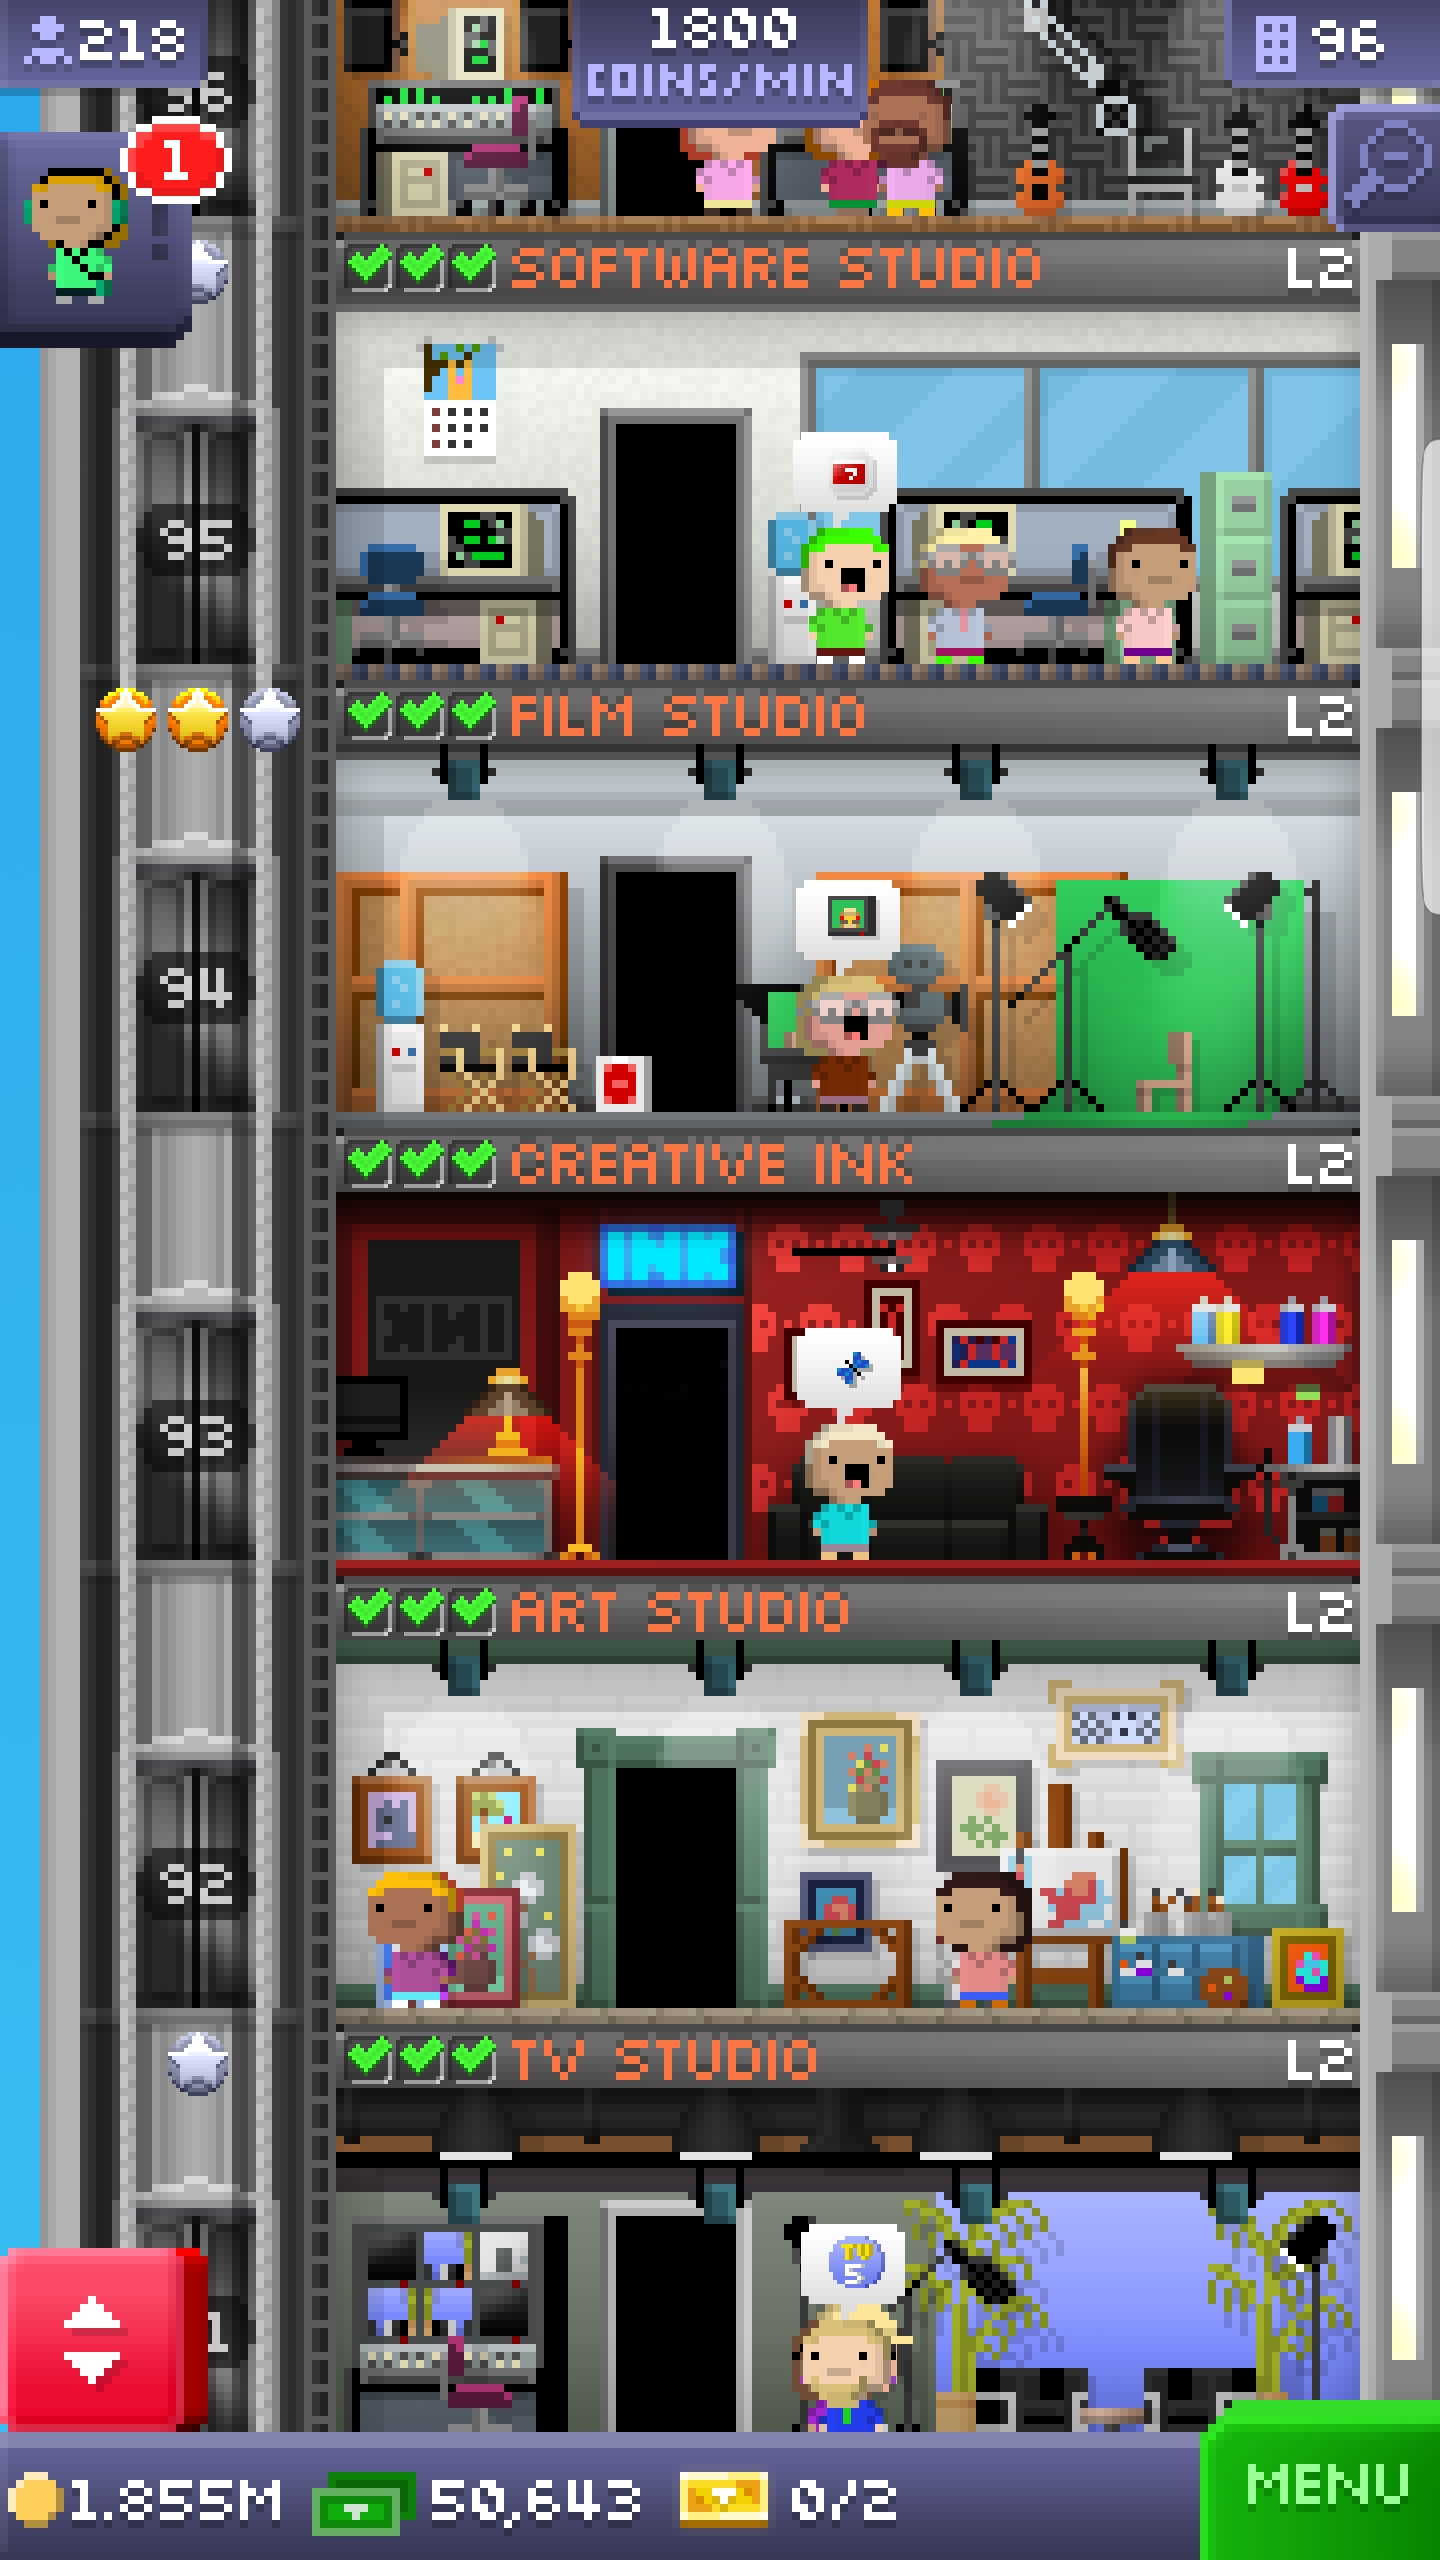 218
1800
COINS/MIN
96
1
SOFTWARE STUDIO L2
95
FILM STUDIO L2
94
CREATIVE INK L2
INK
93
ART STUDIO L2
92
TV STUDIO L2
TV
5
1
1.855M 50,643 0/2
MENU